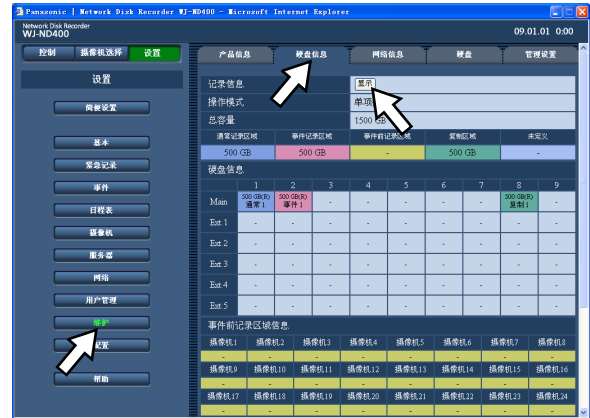 Panasonic | Network Disk Recorder WJ-ND400 - Microsoft Internet Explorer
Network Disk Recorder
WJ-ND400
09.01.01 0:00
控制 摄像机选择 设置
产品信息 硬盘信息 网络信息 硬盘 管理设置
设置
简便设置
基本
紧急记录
事件
日程表
摄像机
服务器
网络
用户管理
维护
配置
帮助
记录信息 显示
操作模式 单项
总容量 1500 GB
通常记录区域 事件记录区域 事件前记录区域 复制区域 未定义
500 GB 500 GB - 500 GB -
硬盘信息
1 2 3 4 5 6 7 8 9
Main 500 GB(R) 通常 1 500 GB(R) 事件 1 - - - - - 500 GB(R) 复制 1 -
Ext.1 - - - - - - - - -
Ext.2 - - - - - - - - -
Ext.3 - - - - - - - - -
Ext.4 - - - - - - - - -
Ext.5 - - - - - - - - -
事件前记录区域信息
摄像机1 摄像机2 摄像机3 摄像机4 摄像机5 摄像机6 摄像机7 摄像机8
- - - - - - - -
摄像机9 摄像机10 摄像机11 摄像机12 摄像机13 摄像机14 摄像机15 摄像机16
- - - - - - - -
摄像机17 摄像机18 摄像机19 摄像机20 摄像机21 摄像机22 摄像机23 摄像机24
- - - - - - - -